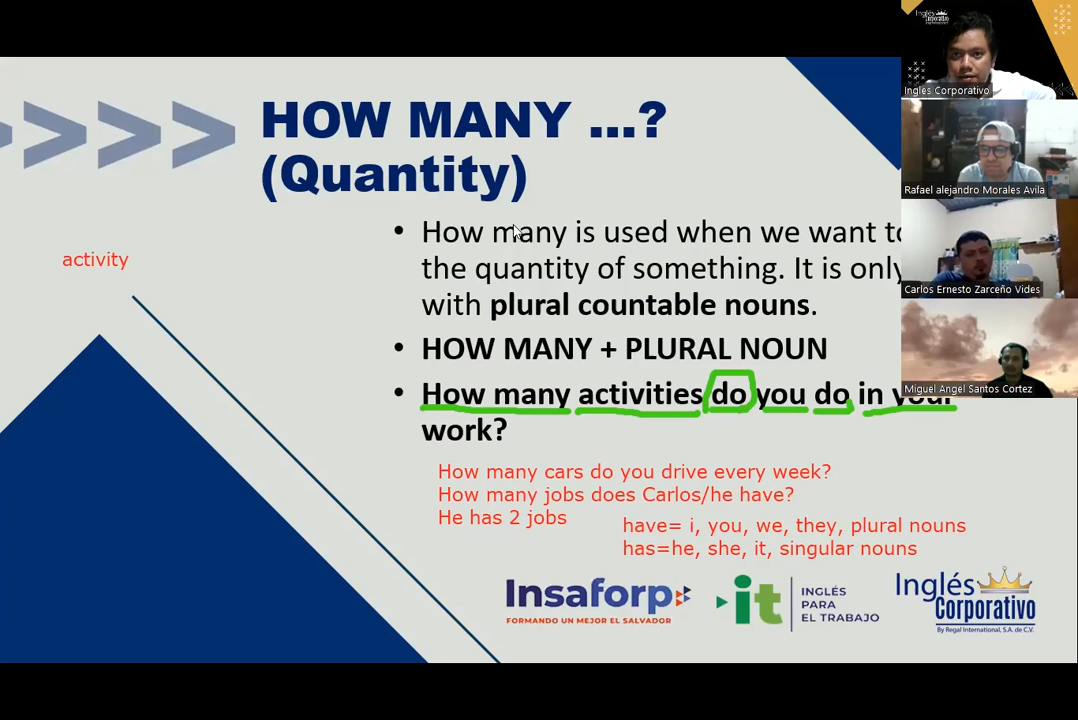 HOW MANY ...?
(Quantity)
• How many is used when we want to
the quantity of something. It is only
with plural countable nouns.
• HOW MANY + PLURAL NOUN
• How many activities do you do in your
work?
activity
How many cars do you drive every week?
How many jobs does Carlos/he have?
He has 2 jobs
have= i, you, we, they, plural nouns
has=he, she, it, singular nouns
Insaforp
FORMANDO UN MEJOR EL SALVADOR
it
INGLÉS
PARA
EL TRABAJO
Inglés
Corporativo
By Regal International, S.A. de C.V.
Inglés
Corporativo
Inglés Corporativo
Rafael alejandro Morales Avila
Carlos Ernesto Zarceño Vides
Miguel Angel Santos Cortez